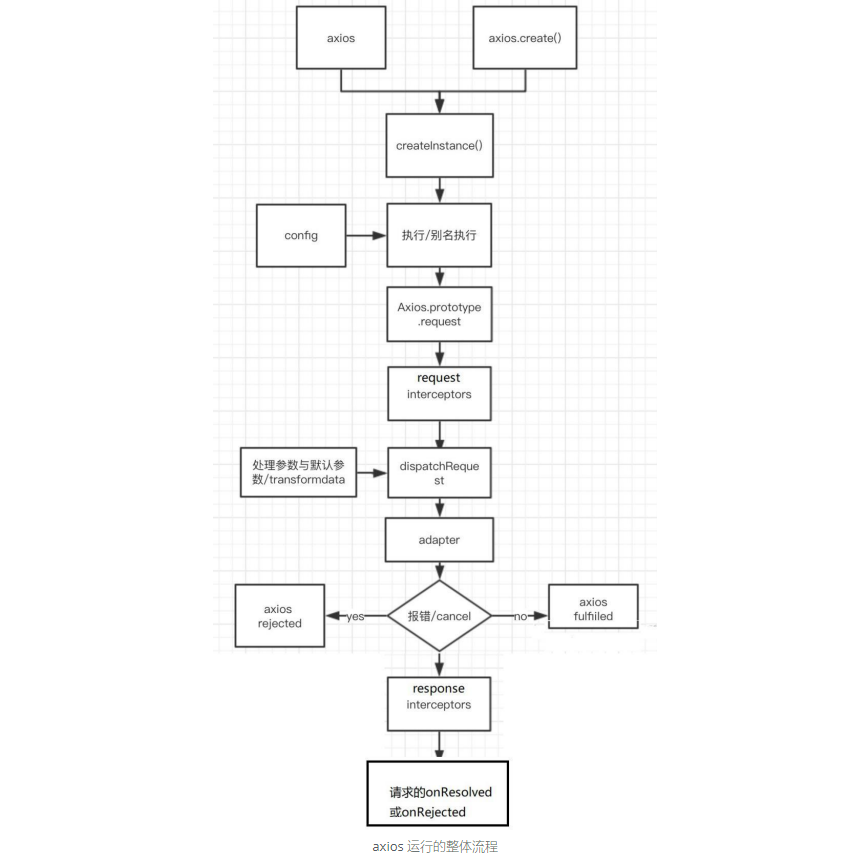 axios
axios.create()
createInstance()
config
执行/别名执行
Axios.prototype
.request
request
interceptors
处理参数与默认参
数/transformdata
dispatchReque
st
adapter
axios
rejected
yes
报错/cancel
no
axios
fulfilled
response
interceptors
请求的onResolved
或onRejected
axios 运行的整体流程